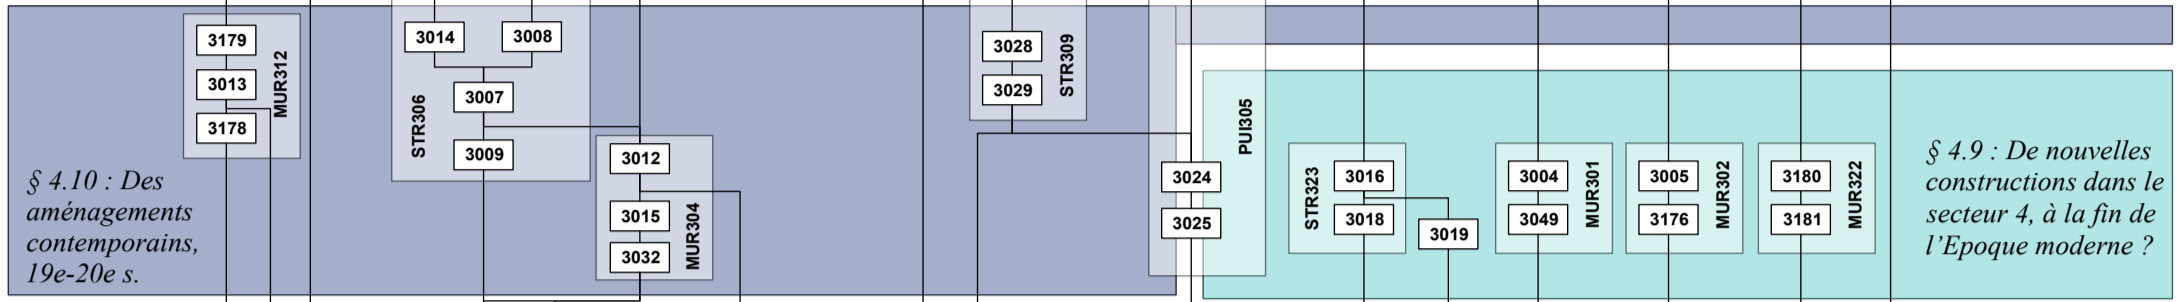 3179
3013
3178
MUR312
3014
3008
3007
3009
STR306
3012
3015
3032
MUR304
3028
3029
STR309
3024
3025
PUI305
STR323
3016
3018
3019
3004
3049
MUR301
3005
3176
MUR302
3180
3181
MUR322
§ 4.10 : Des
aménagements
contemporains,
19e-20e s.
§ 4.9 : De nouvelles
constructions dans le
secteur 4, à la fin de
l’Epoque moderne ?